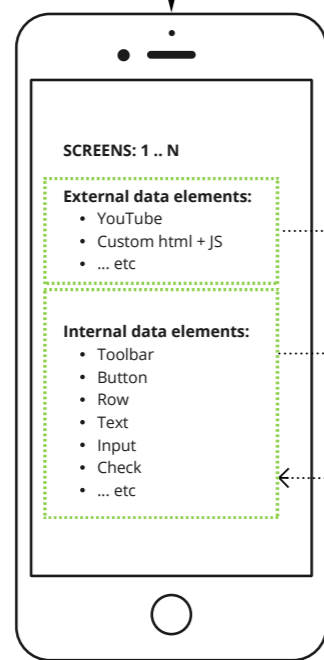 SCREENS: 1 .. N
External data elements:
• YouTube
• Custom html + JS
• ... etc
Internal data elements:
• Toolbar
• Button
• Row
• Text
• Input
• Check
• ... etc